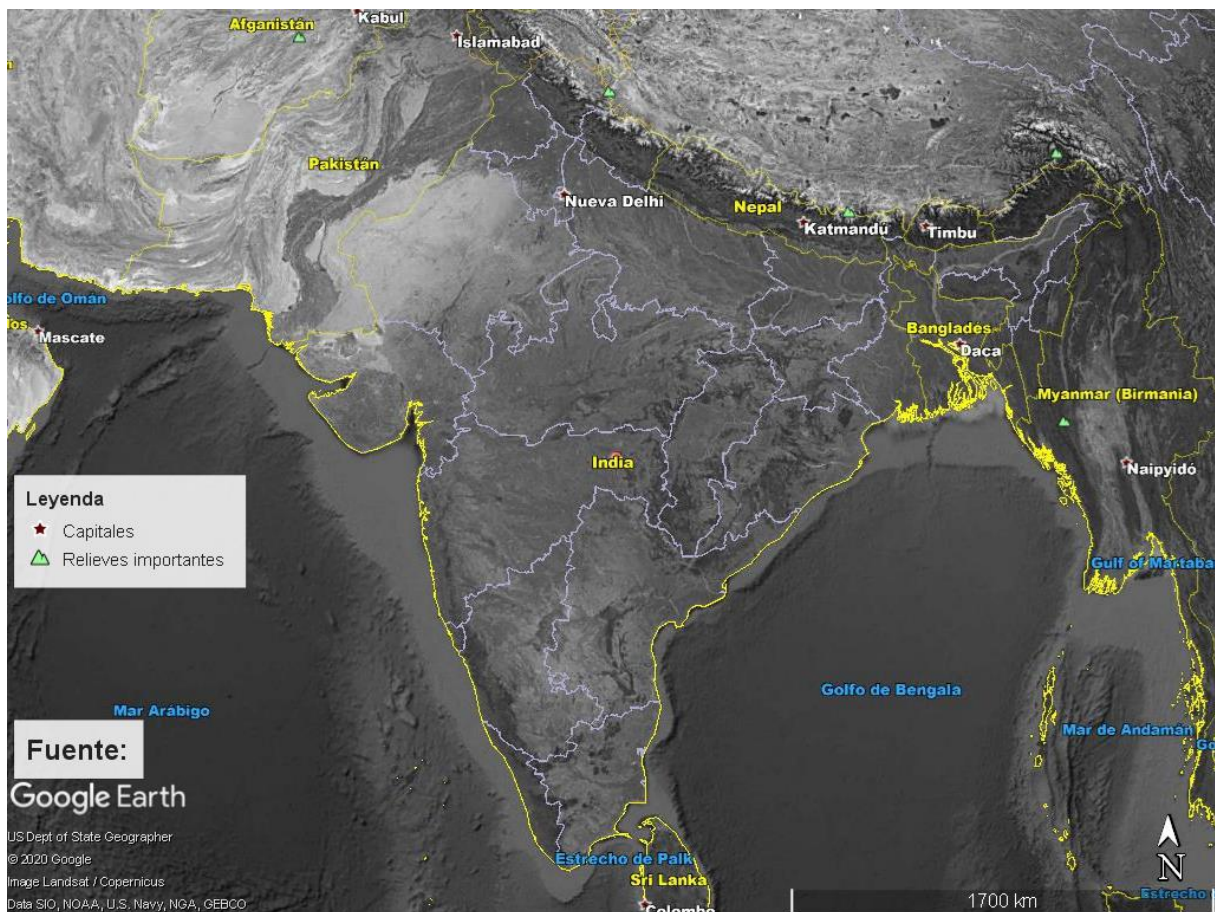 Kabul
Afganistán
Islamabad
Pakistán
Nueva Delhi
Nepal
Katmandú
Timbu
olfo de Omán
Mascate
Bangladés
Daca
Myanmar (Birmania)
India
Naipyidó
Leyenda
Capitales
Relieves importantes
Gulf of Martaba
Golfo de Bengala
Mar Arábigo
Mar de Andamán
Fuente:
Google Earth
US Dept of State Geographer
© 2020 Google
Image Landsat / Copernicus
Data SIO, NOAA, U.S. Navy, NGA, GEBCO
Estrecho de Palk
Sri Lanka
Colombo
N
1700 km
Estrecho